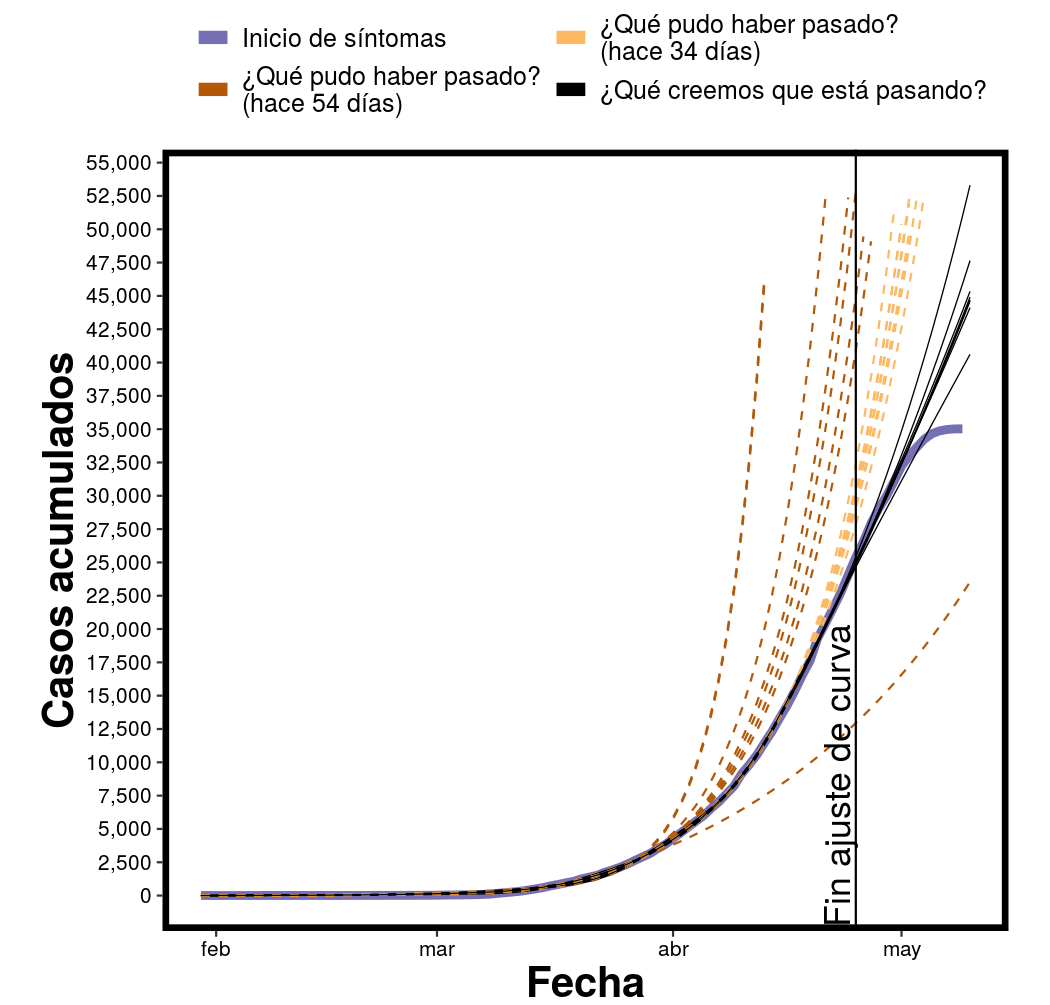 Inicio de síntomas
¿Qué pudo haber pasado?
(hace 54 días)
¿Qué pudo haber pasado?
(hace 34 días)
¿Qué creemos que está pasando?
55,000
52,500
50,000
47,500
45,000
42,500
40,000
37,500
35,000
32,500
30,000
27,500
25,000
22,500
20,000
17,500
15,000
12,500
10,000
7,500
5,000
2,500
0
Casos acumulados
Fin ajuste de curva
feb
mar
abr
may
Fecha